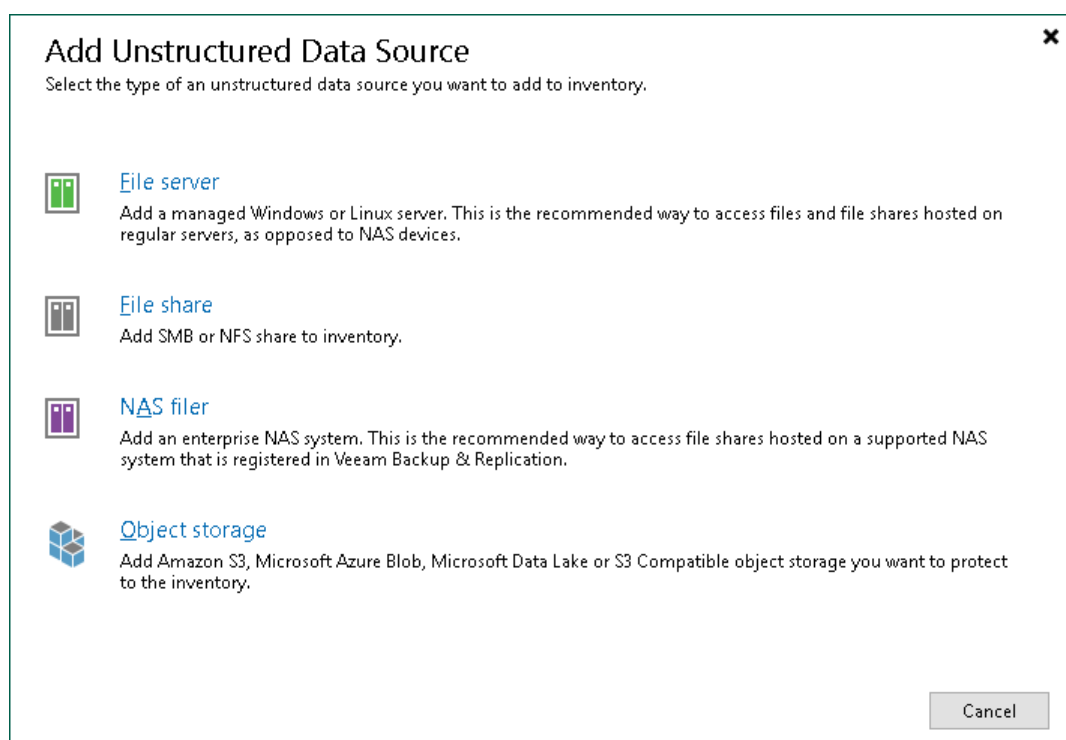 Add Unstructured Data Source
Select the type of an unstructured data source you want to add to inventory.
File server
Add a managed Windows or Linux server. This is the recommended way to access files and file shares hosted on
regular servers, as opposed to NAS devices.
File share
Add SMB or NFS share to inventory.
NAS filer
Add an enterprise NAS system. This is the recommended way to access file shares hosted on a supported NAS
system that is registered in Veeam Backup & Replication.
Object storage
Add Amazon S3, Microsoft Azure Blob, Microsoft Data Lake or S3 Compatible object storage you want to protect
to the inventory.
Cancel